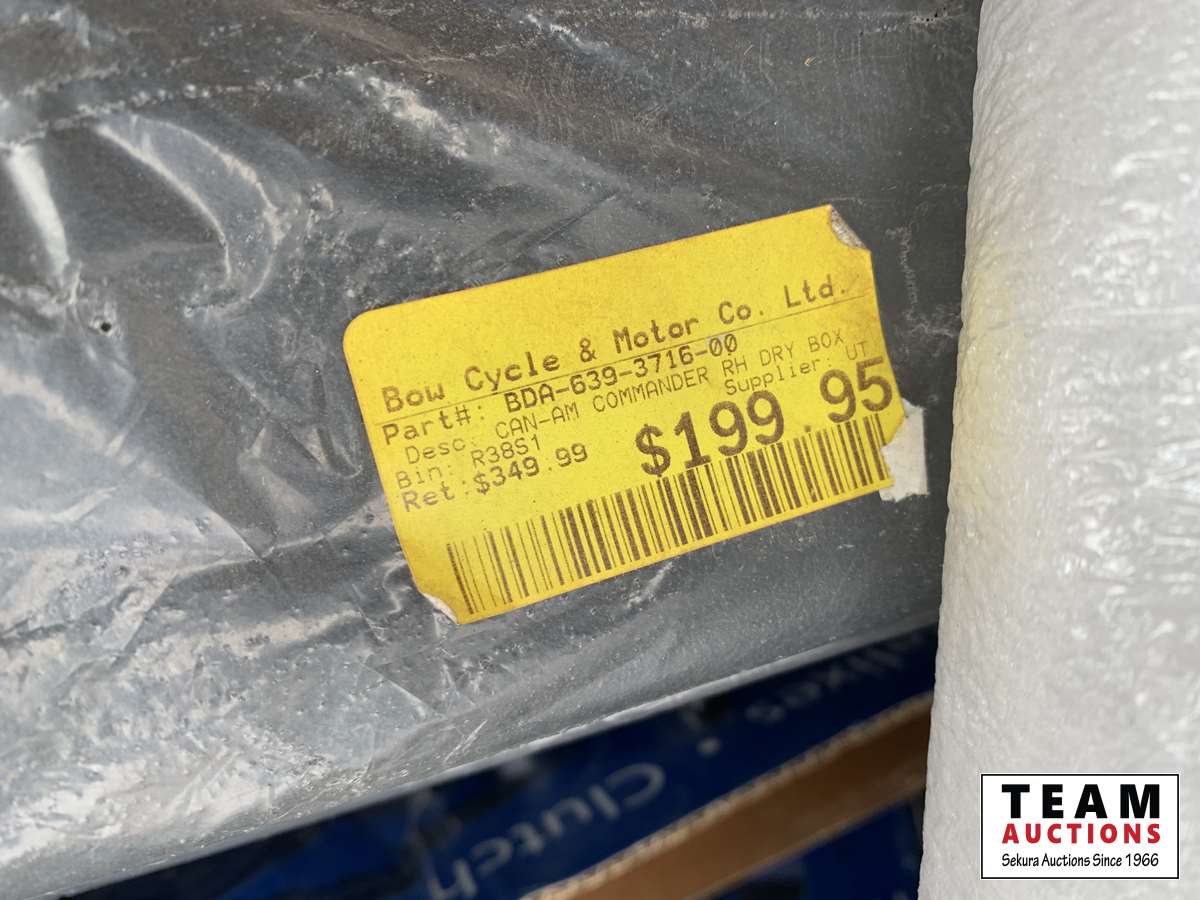 Bow Cycle & Motor Co. Ltd.
Part#: BDA-639-3716-00
Desc: CAN-AM COMMANDER RH DRY BOX
Bin: R38S1 Supplier: UT
Ret:$349.99 $199.95
Clutch
TEAM
AUCTIONS
Sekura Auctions Since 1966